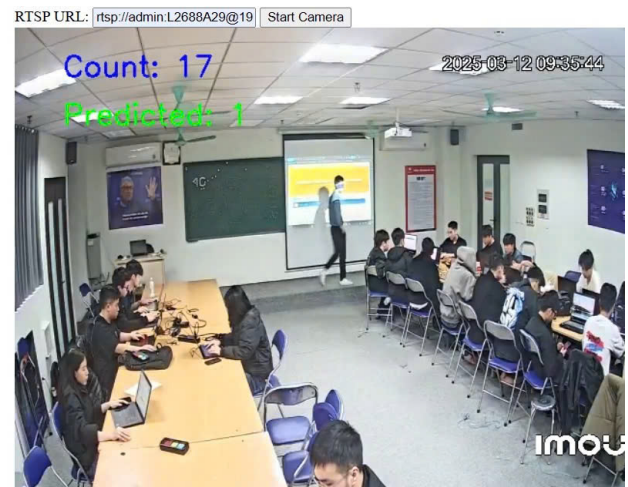 RTSP URL: rtsp://admin:L2688A29@19 Start Camera
Count: 17
2025-03-12 09:35:44
Predicted: 1
imou